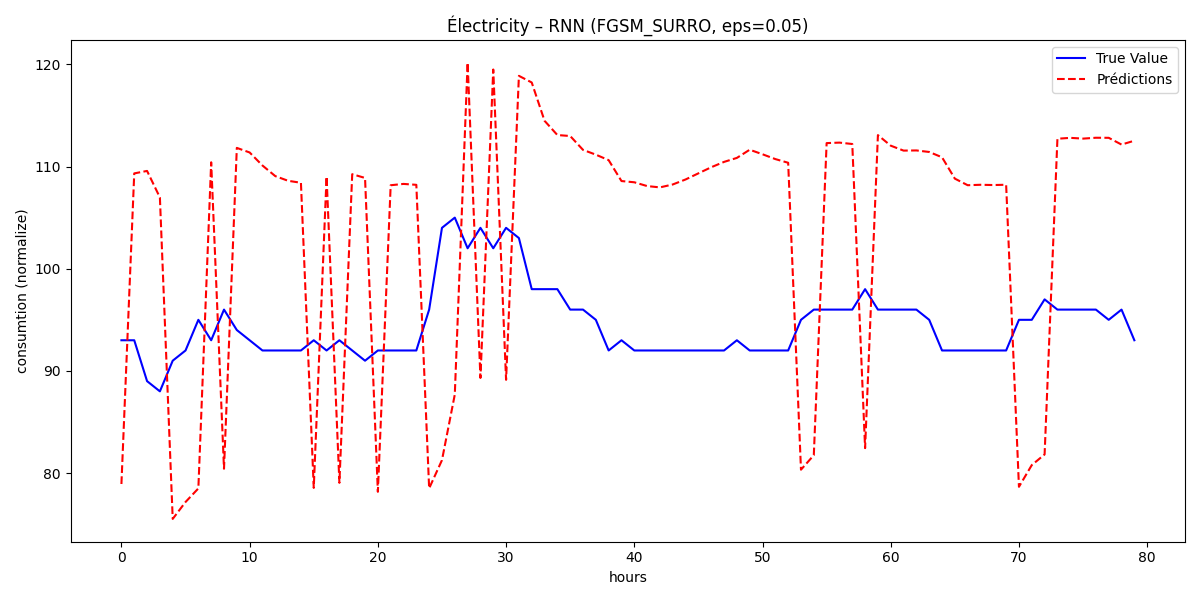 Électricity – RNN (FGSM_SURRO, eps=0.05)
True Value
Prédictions
consumtion (normalize)
120
110
100
90
80
0 10 20 30 40 50 60 70 80
hours